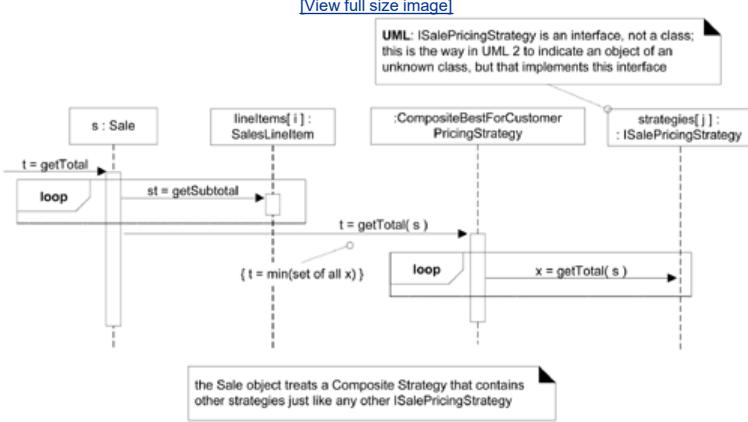 [View full size image]
UML: ISalePricingStrategy is an interface, not a class;
this is the way in UML 2 to indicate an object of an
unknown class, but that implements this interface
s : Sale
lineItems[ i ] :
SalesLineItem
:CompositeBestForCustomer
PricingStrategy
strategies[ j ] :
: ISalePricingStrategy
t = getTotal
loop
st = getSubtotal
t = getTotal( s )
{ t = min(set of all x) }
loop
x = getTotal( s )
the Sale object treats a Composite Strategy that contains
other strategies just like any other ISalePricingStrategy